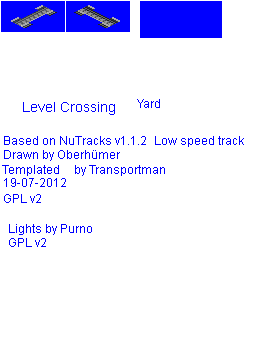 Level Crossing
Yard
Based on NuTracks v1.1.2 Low speed track
Drawn by Oberhümer
Templated by Transportman
19-07-2012
GPL v2
Lights by Purno
GPL v2